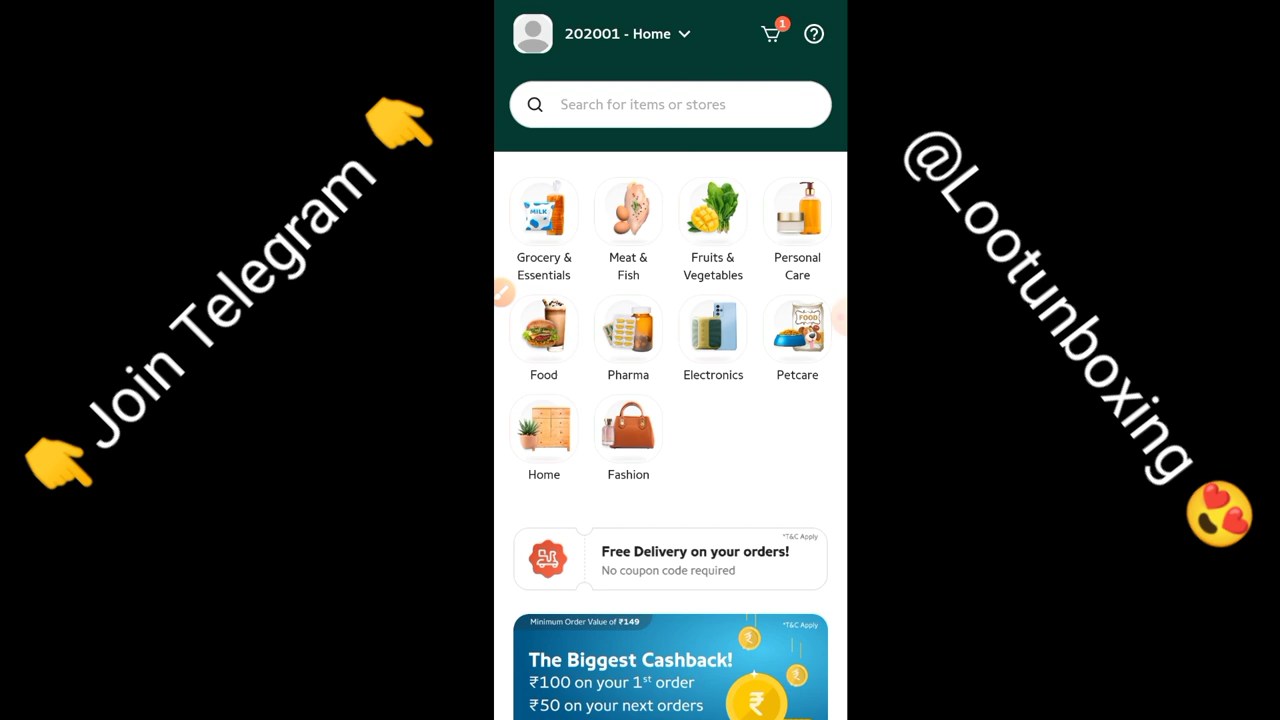 Join Telegram
202001 - Home
1
Search for items or stores
MILK
Grocery & Essentials
Meat & Fish
Fruits & Vegetables
Personal Care
FOOD
Food
Pharma
Electronics
Petcare
Home
Fashion
*T&C Apply
Free Delivery on your orders!
No coupon code required
Minimum Order Value of ₹149
*T&C Apply
The Biggest Cashback!
₹100 on your 1st order
₹50 on your next orders
@Lootunboxing